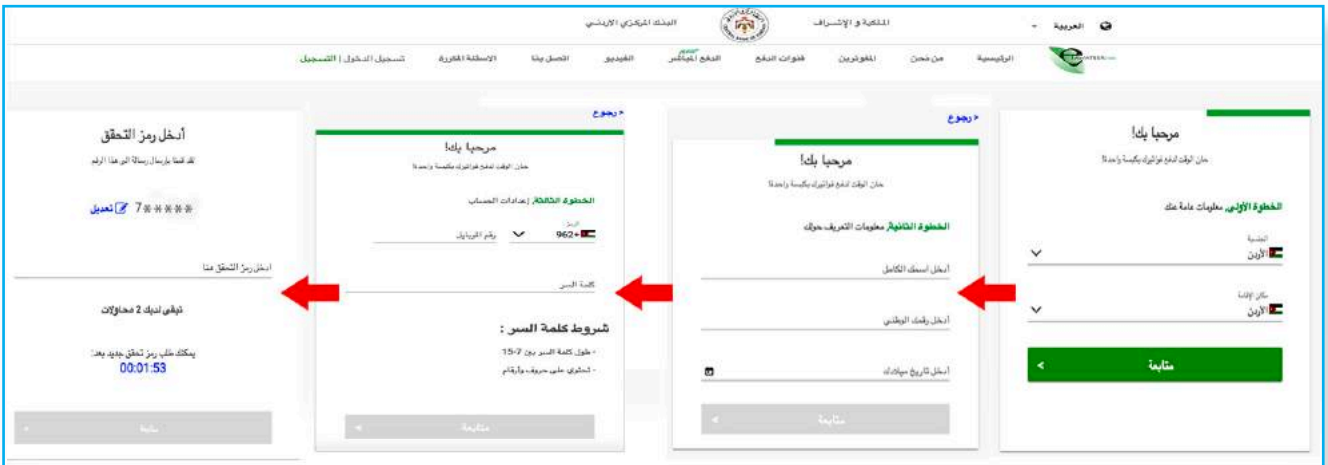 العربية
الملكية و الإشراف
البنك المركزي الاردني
الرئيسية
من نحن
المفوترين
قنوات الدفع
الدفع المباشر
الفيديو
اتصل بنا
الاسئلة المكررة
تسجيل الدخول | التسجيل
مرحبا بك!
حان الوقت لدفع فواتيرك بكبسة واحدة!
الخطوة الأولى, معلومات عامة عنك
الجنسية
الأردن
مكان الإقامة
الأردن
متابعة
< رجوع
مرحبا بك!
حان الوقت لدفع فواتيرك بكبسة واحدة!
الخطوة الثانية, معلومات التعريف حولك
أدخل اسمك الكامل
أدخل رقمك الوطني
أدخل تاريخ ميلادك
متابعة
< رجوع
مرحبا بك!
حان الوقت لدفع فواتيرك بكبسة واحدة!
الخطوة الثالثة, إعدادات الحساب
الرمز
962+
رقم الموبايل
كلمة السر
شروط كلمة السر :
- طول كلمة السر بين 7-15
- تحتوي على حروف وأرقام
متابعة
أدخل رمز التحقق
لقد قمنا بإرسال رسالة الى هذا الرقم
7***** تعديل
ادخل رمز التحقق هنا
تبقى لديك 2 محاولات
يمكنك طلب رمز تحقق جديد بعد:
00:01:53
متابعة